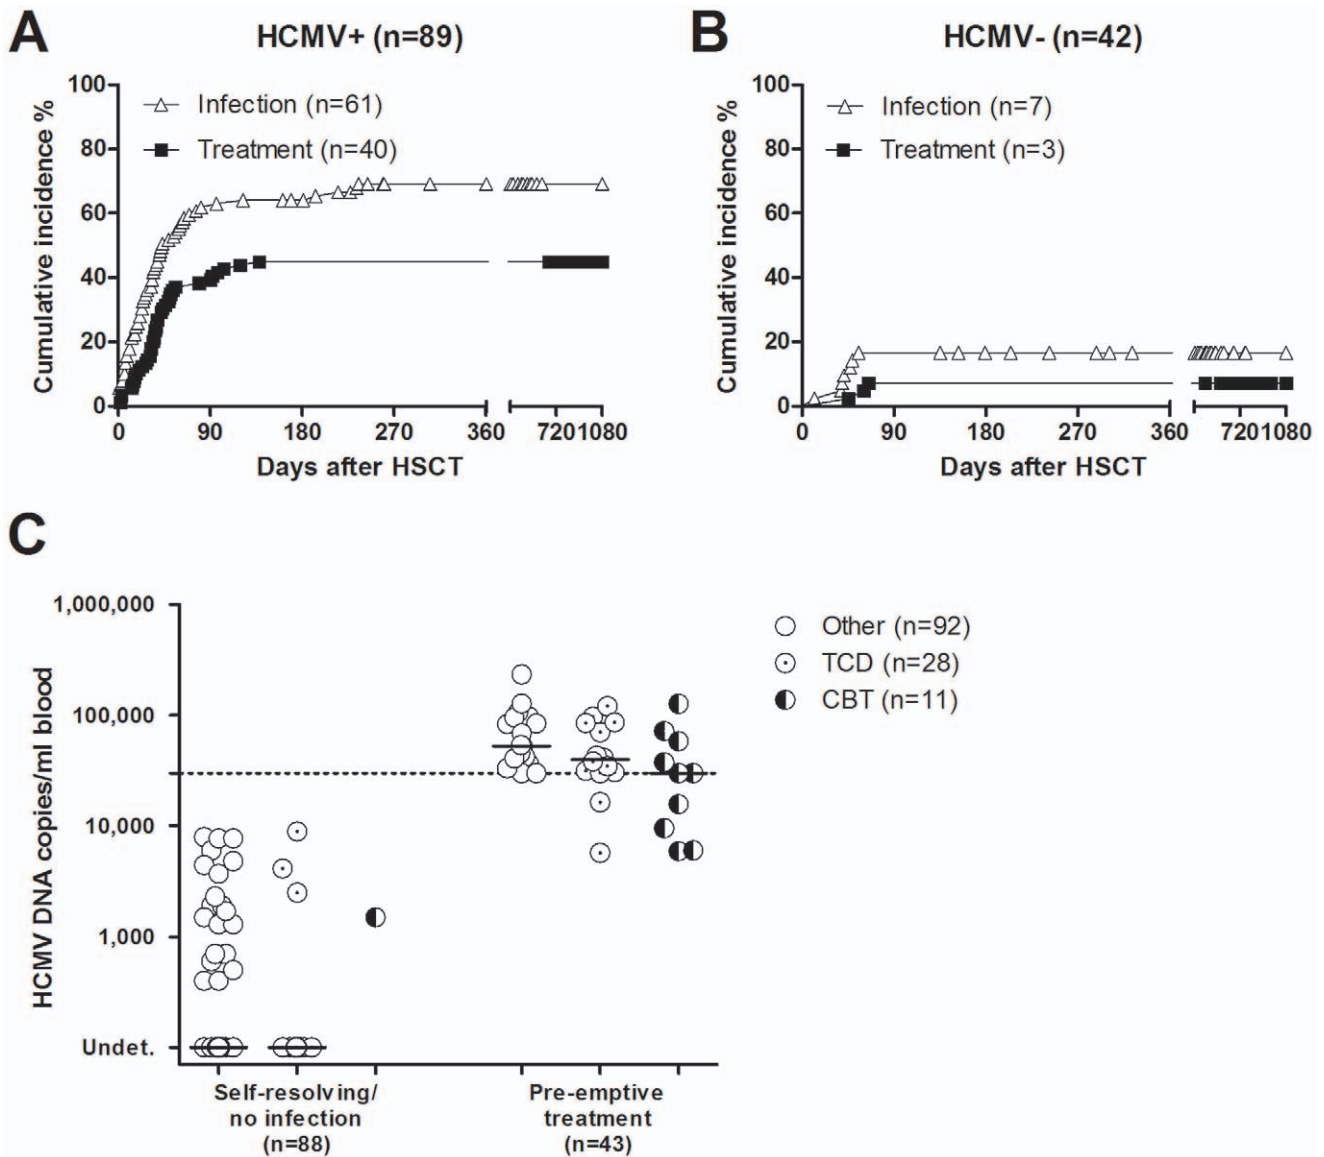 A
HCMV+ (n=89)
Cumulative incidence %
100
80
60
40
20
0
Infection (n=61)
Treatment (n=40)
0 90 180 270 360 7201080
Days after HSCT
B
HCMV- (n=42)
Cumulative incidence %
100
80
60
40
20
0
Infection (n=7)
Treatment (n=3)
0 90 180 270 360 7201080
Days after HSCT
C
HCMV DNA copies/ml blood
1,000,000
100,000
10,000
1,000
Undet.
Other (n=92)
TCD (n=28)
CBT (n=11)
Self-resolving/
no infection
(n=88)
Pre-emptive
treatment
(n=43)